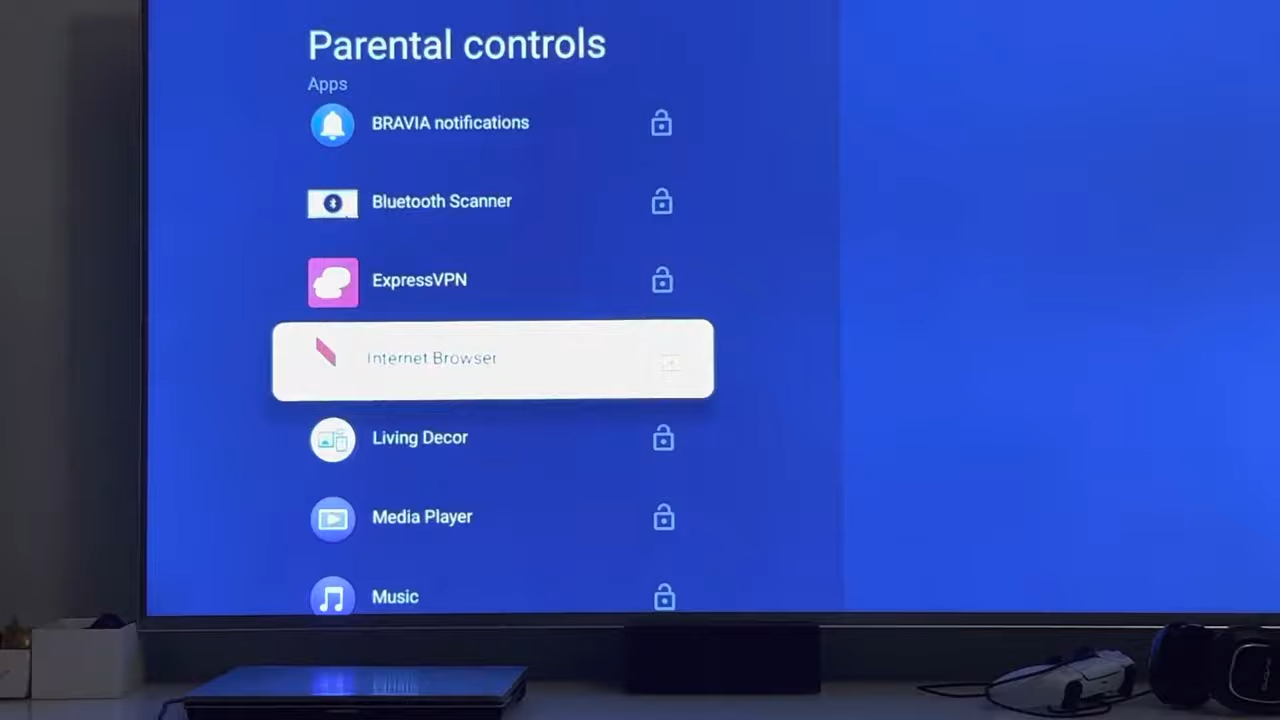 Parental controls
Apps
BRAVIA notifications
Bluetooth Scanner
ExpressVPN
Internet Browser
Living Decor
Media Player
Music